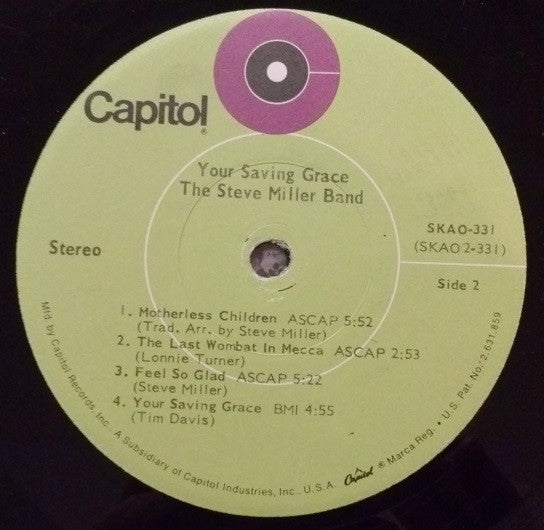 Capitol®
Your Saving Grace
The Steve Miller Band
Stereo
SKAO-331
(SKAO2-331)
Side 2
1. Motherless Children ASCAP 5:52
(Trad. Arr. by Steve Miller)
2. The Last Wombat In Mecca ASCAP 2:53
(Lonnie Turner)
3. Feel So Glad ASCAP 5:22
(Steve Miller)
4. Your Saving Grace BMI 4:55
(Tim Davis)
Mfd. by Capitol Records, Inc., A Subsidiary of Capitol Industries, Inc., U.S.A. Capitol ® Marca Reg. • U.S. Pat. No. 2,631,859